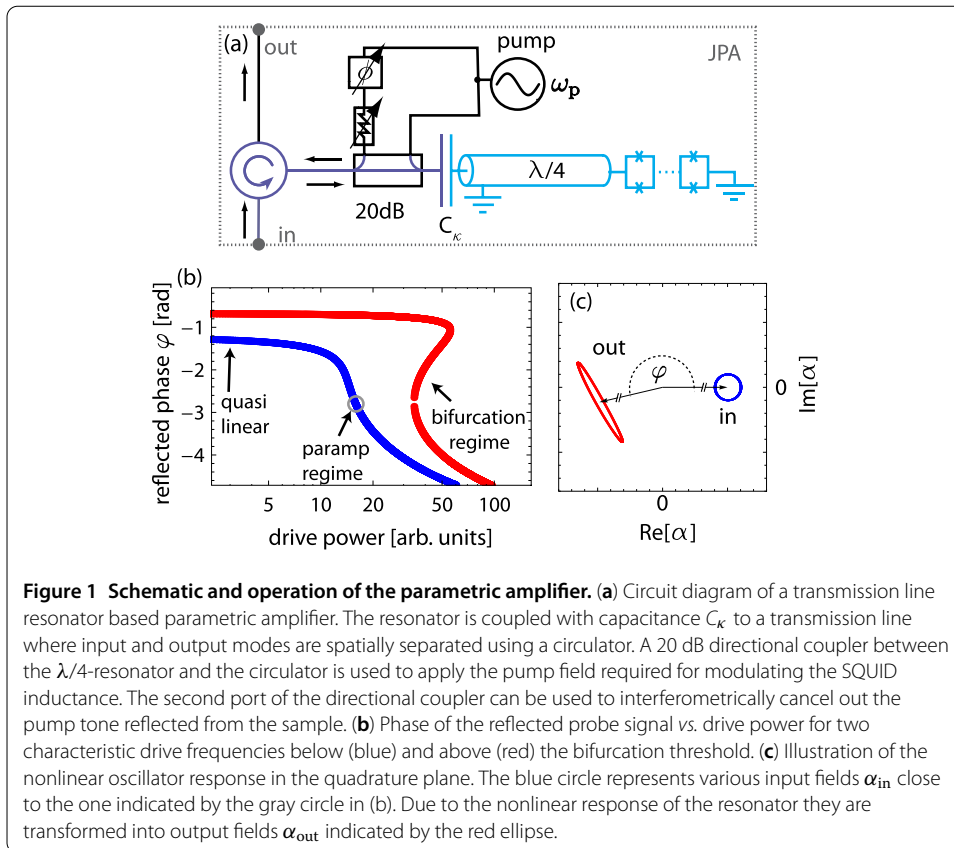 (a)
out
pump
JPA
ϕ
ωp
λ/4
20dB
Cκ
in
(b)
reflected phase φ [rad]
−1
−2
−3
−4
quasi
linear
paramp
regime
bifurcation
regime
5
10
20
50
100
drive power [arb. units]
(c)
out
φ
in
0
Im[α]
0
Re[α]
Figure 1 Schematic and operation of the parametric amplifier. (a) Circuit diagram of a transmission line
resonator based parametric amplifier. The resonator is coupled with capacitance Cκ to a transmission line
where input and output modes are spatially separated using a circulator. A 20 dB directional coupler between
the λ/4-resonator and the circulator is used to apply the pump field required for modulating the SQUID
inductance. The second port of the directional coupler can be used to interferometrically cancel out the
pump tone reflected from the sample. (b) Phase of the reflected probe signal vs. drive power for two
characteristic drive frequencies below (blue) and above (red) the bifurcation threshold. (c) Illustration of the
nonlinear oscillator response in the quadrature plane. The blue circle represents various input fields αin close
to the one indicated by the gray circle in (b). Due to the nonlinear response of the resonator they are
transformed into output fields αout indicated by the red ellipse.